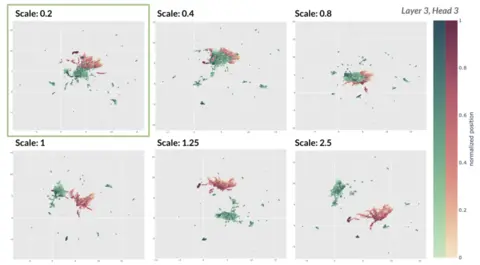 Layer 3, Head 3
Scale: 0.2
Scale: 0.4
Scale: 0.8
Scale: 1
Scale: 1.25
Scale: 2.5
1
0.8
0.6
0.4
0.2
0
normalized position